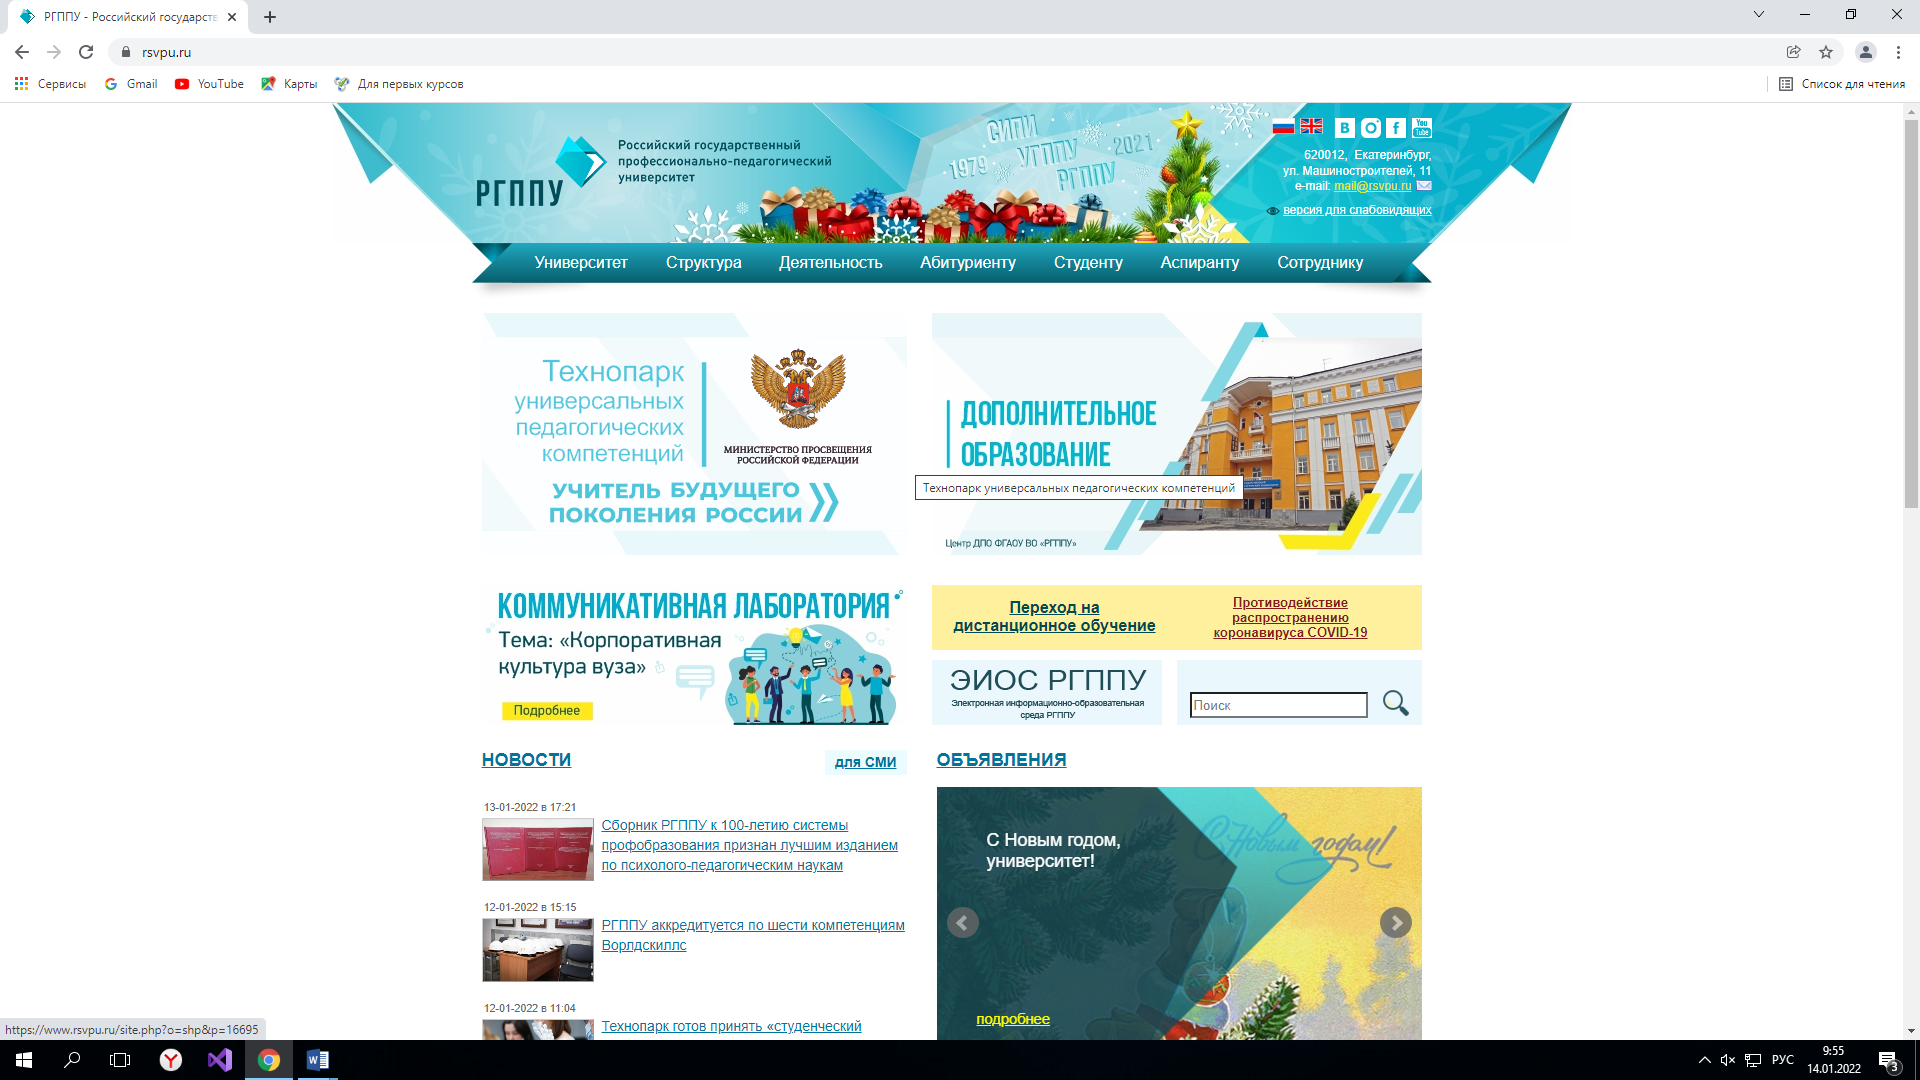 РГППУ - Российский государств
rsvpu.ru
Сервисы
Gmail
YouTube
Карты
Для первых курсов
Список для чтения
РГППУ
Российский государственный
профессионально-педагогический
университет
1979
СИПИ
УГППУ
РГППУ
2021
You
Tube
620012, Екатеринбург,
ул. Машиностроителей, 11
e-mail: mail@rsvpu.ru
версия для слабовидящих
Университет
Структура
Деятельность
Абитуриенту
Студенту
Аспиранту
Сотруднику
Технопарк
универсальных
педагогических
компетенций
МИНИСТЕРСТВО ПРОСВЕЩЕНИЯ
РОССИЙСКОЙ ФЕДЕРАЦИИ
УЧИТЕЛЬ БУДУЩЕГО
ПОКОЛЕНИЯ РОССИИ
ДОПОЛНИТЕЛЬНОЕ
ОБРАЗОВАНИЕ
Технопарк универсальных педагогических компетенций
Центр ДПО ФГАОУ ВО «РГППУ»
КОММУНИКАТИВНАЯ ЛАБОРАТОРИЯ
Тема: «Корпоративная
культура вуза»
Подробнее
Переход на
дистанционное обучение
Противодействие
распространению
коронавируса COVID-19
ЭИОС РГППУ
Электронная информационно-образовательная
среда РГППУ
Поиск
НОВОСТИ
для СМИ
13-01-2022 в 17:21
Сборник РГППУ к 100-летию системы
профобразования признан лучшим изданием
по психолого-педагогическим наукам
12-01-2022 в 15:15
РГППУ аккредитуется по шести компетенциям
Ворлдскиллс
12-01-2022 в 11:04
Технопарк готов принять «студенческий
ОБЪЯВЛЕНИЯ
С Новым годом,
университет!
С Новым годом!
подробнее
https://www.rsvpu.ru/site.php?o=shp&p=16695
РУС
9:55
14.01.2022
3